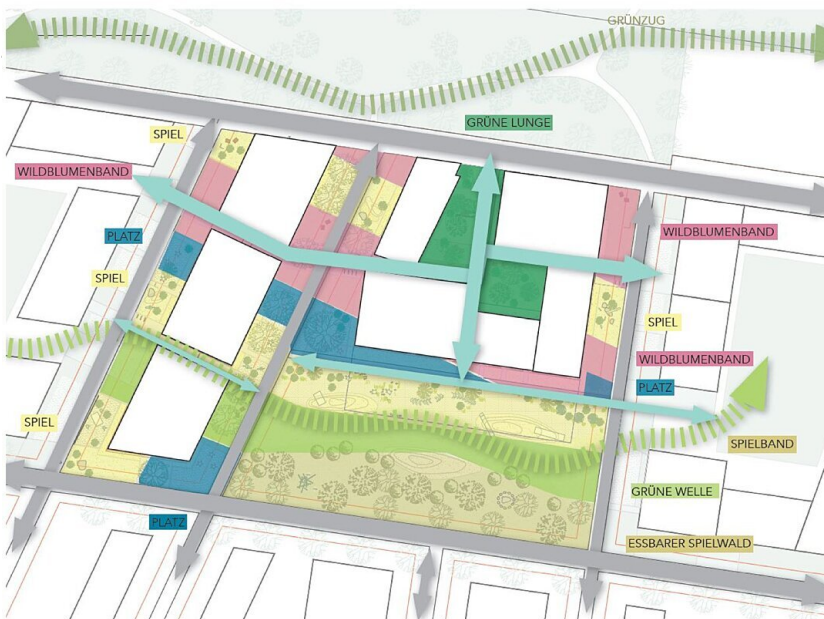 GRÜNZUG
GRÜNE LUNGE
SPIEL
WILDBLUMENBAND
PLATZ
WILDBLUMENBAND
SPIEL
SPIEL
WILDBLUMENBAND
PLATZ
SPIEL
SPIELBAND
GRÜNE WELLE
PLATZ
ESSBARER SPIELWALD